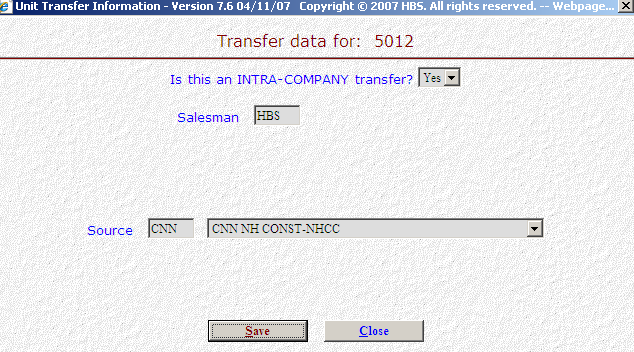 Unit Transfer Information - Version 7.6 04/11/07 Copyright © 2007 HBS. All rights reserved. -- Webpage...
Transfer data for: 5012
Is this an INTRA-COMPANY transfer? Yes
Salesman HBS
Source CNN CNN NH CONST-NHCC
Save Close